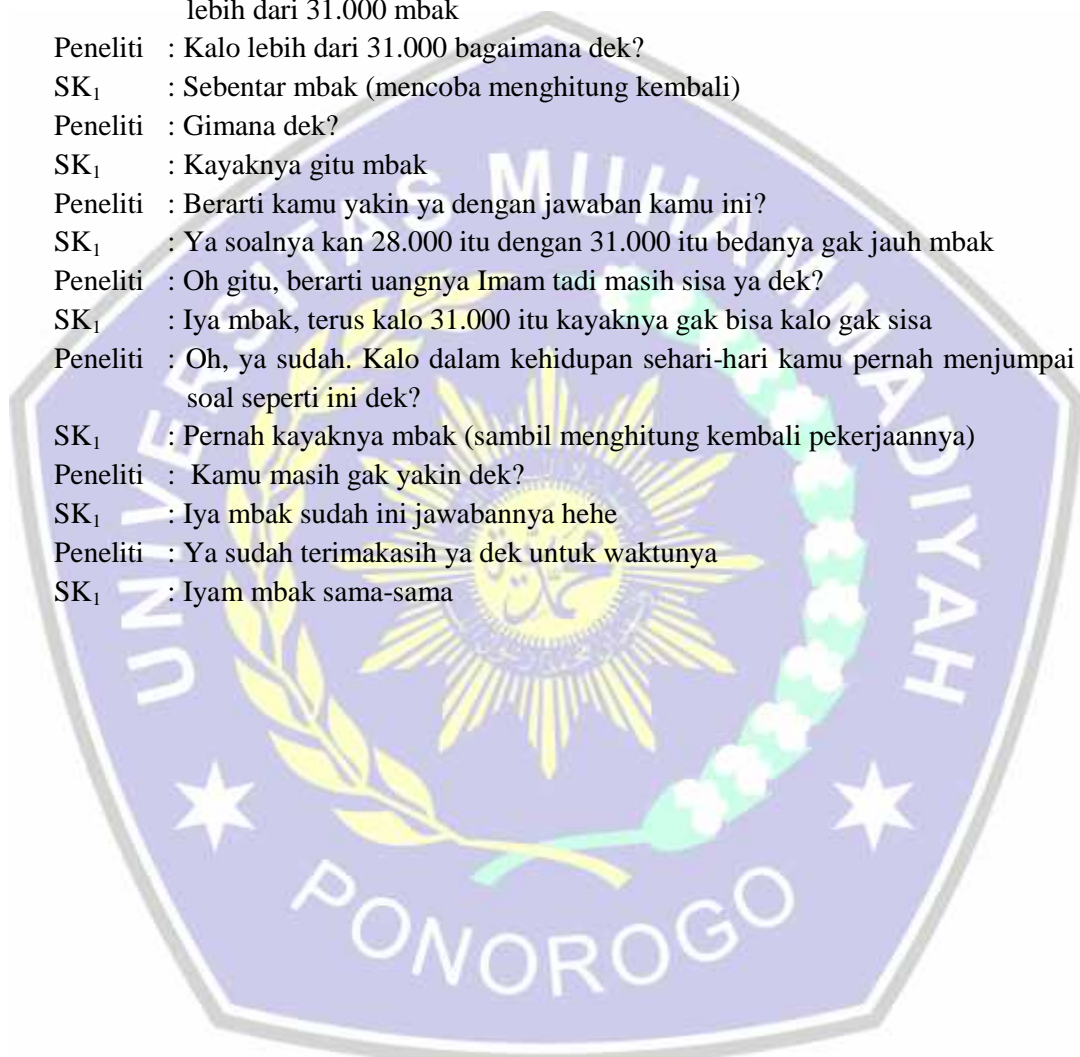 lebih dari 31.000 mbak
Peneliti : Kalo lebih dari 31.000 bagaimana dek?
SK₁ : Sebentar mbak (mencoba menghitung kembali)
Peneliti : Gimana dek?
SK₁ : Kayaknya gitu mbak
Peneliti : Berarti kamu yakin ya dengan jawaban kamu ini?
SK₁ : Ya soalnya kan 28.000 itu dengan 31.000 itu bedanya gak jauh mbak
Peneliti : Oh gitu, berarti uangnya Imam tadi masih sisa ya dek?
SK₁ : Iya mbak, terus kalo 31.000 itu kayaknya gak bisa kalo gak sisa
Peneliti : Oh, ya sudah. Kalo dalam kehidupan sehari-hari kamu pernah menjumpai
soal seperti ini dek?
SK₁ : Pernah kayaknya mbak (sambil menghitung kembali pekerjaannya)
Peneliti : Kamu masih gak yakin dek?
SK₁ : Iya mbak sudah ini jawabannya hehe
Peneliti : Ya sudah terimakasih ya dek untuk waktunya
SK₁ : Iyam mbak sama-sama
UNIVERSITAS MUHAMMADIYAH
PONOROGO